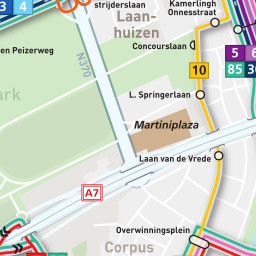 3 4
strijderslaan
Kamerlingh
Onnesstraat
Laan-
huizen
Concourslaan
en Peizerweg
N370
5
6
10
85
L. Springerlaan
ark
Martiniplaza
Laan van de Vrede
A7
Overwinningsplein
Corpus